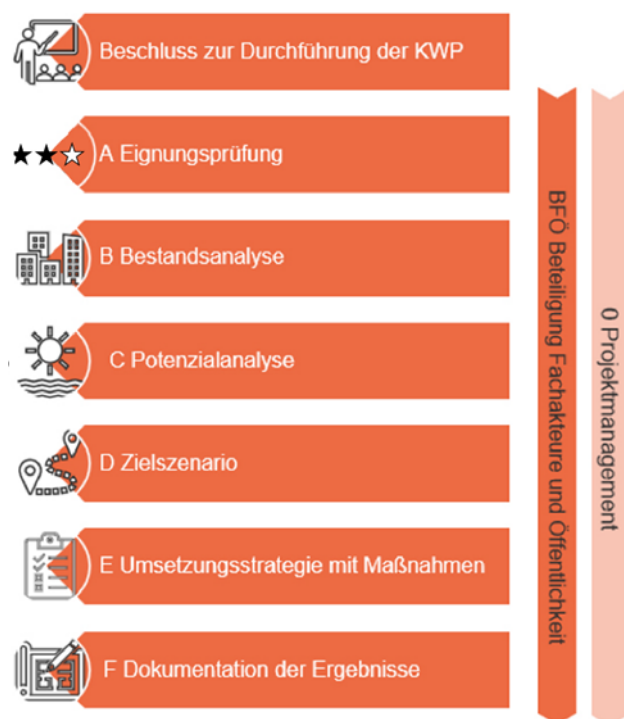 Beschluss zur Durchführung der KWP
A Eignungsprüfung
B Bestandsanalyse
C Potenzialanalyse
D Zielszenario
E Umsetzungsstrategie mit Maßnahmen
F Dokumentation der Ergebnisse
BFÖ Beteiligung Fachakteure und Öffentlichkeit
0 Projektmanagement